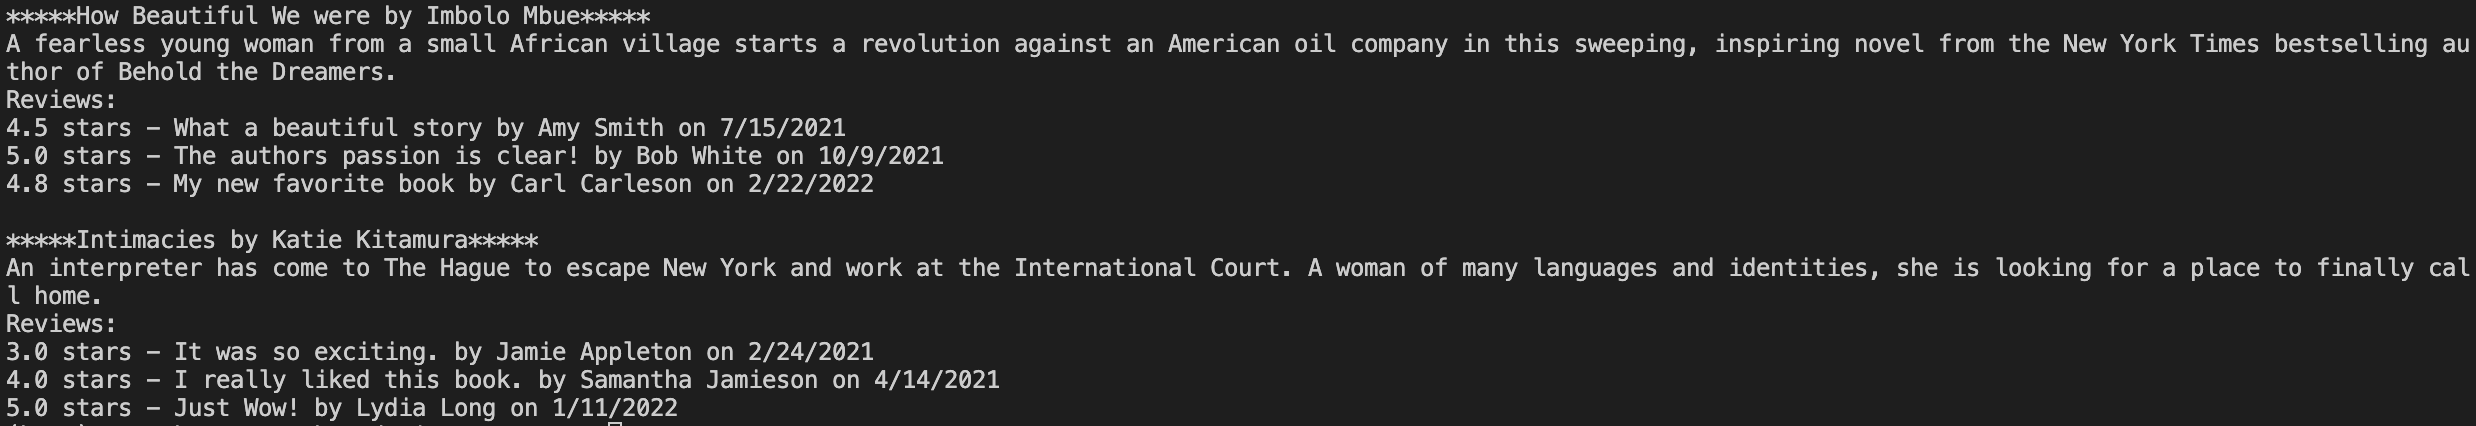 *****How Beautiful We were by Imbolo Mbue*****
A fearless young woman from a small African village starts a revolution against an American oil company in this sweeping, inspiring novel from the New York Times bestselling au
thor of Behold the Dreamers.
Reviews:
4.5 stars – What a beautiful story by Amy Smith on 7/15/2021
5.0 stars – The authors passion is clear! by Bob White on 10/9/2021
4.8 stars – My new favorite book by Carl Carleson on 2/22/2022

*****Intimacies by Katie Kitamura*****
An interpreter has come to The Hague to escape New York and work at the International Court. A woman of many languages and identities, she is looking for a place to finally cal
l home.
Reviews:
3.0 stars – It was so exciting. by Jamie Appleton on 2/24/2021
4.0 stars – I really liked this book. by Samantha Jamieson on 4/14/2021
5.0 stars – Just Wow! by Lydia Long on 1/11/2022